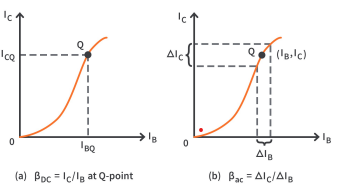 I_C
I_C
Q
ΔI_C
Q
(I_B,I_C)
I_CQ
0
I_BQ
I_B
0
ΔI_B
I_B
(a) β_DC = I_C/I_B at Q-point
(b) β_ac = ΔI_C/ΔI_B